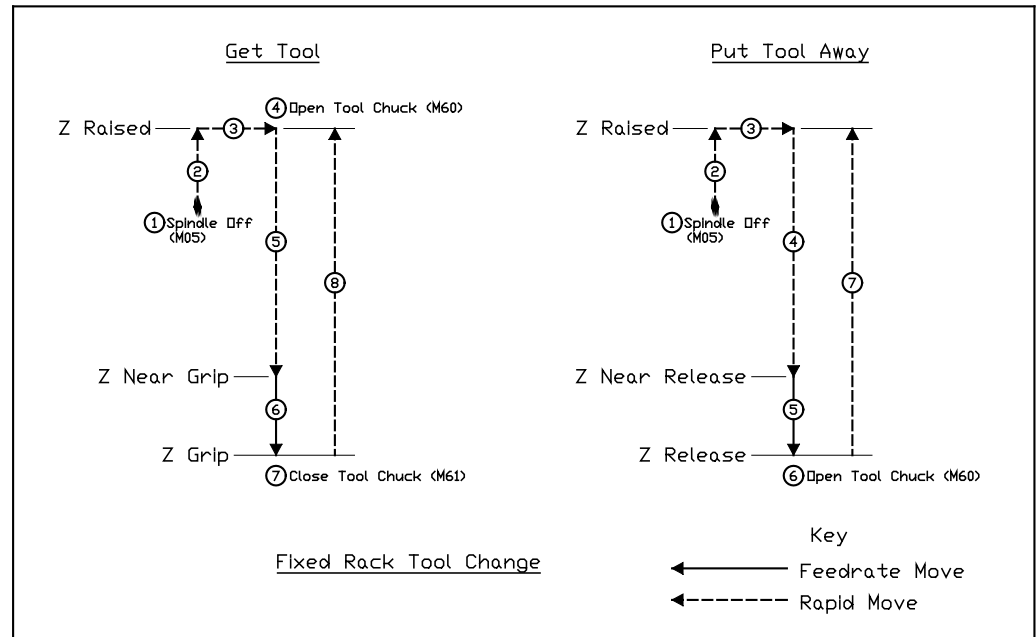 Get Tool
④ Open Tool Chuck (M60)
Z Raised
③
②
① Spindle Off
(M05)
⑤
⑧
Z Near Grip
⑥
Z Grip
⑦ Close Tool Chuck (M61)
Put Tool Away
Z Raised
③
②
① Spindle Off
(M05)
④
⑦
Z Near Release
⑤
Z Release
⑥ Open Tool Chuck (M60)
Fixed Rack Tool Change
Key
Feedrate Move
Rapid Move